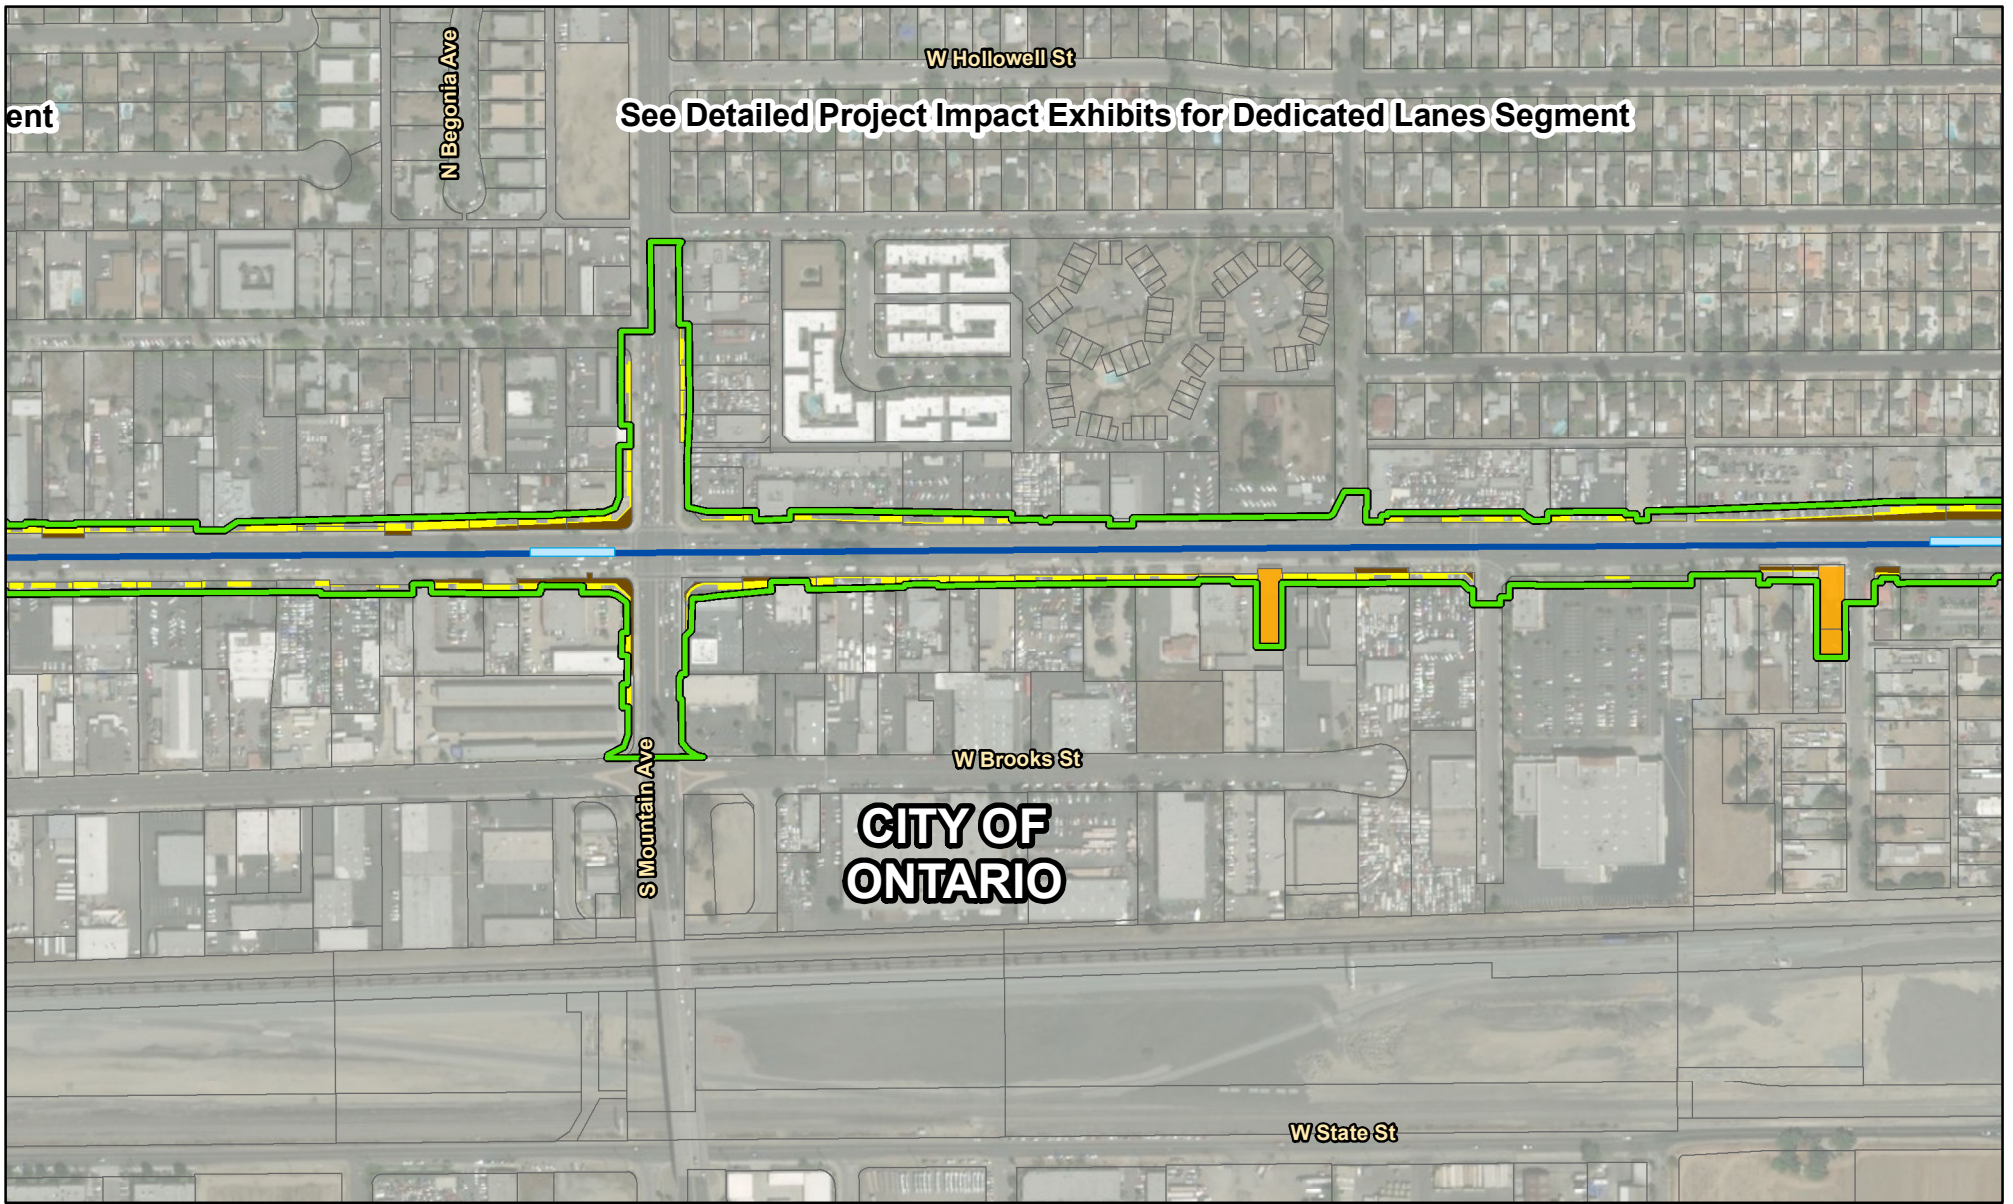 W Hollowell St
ent
See Detailed Project Impact Exhibits for Dedicated Lanes Segment
N Begonia Ave
W Brooks St
S Mountain Ave
CITY OF
ONTARIO
W State St